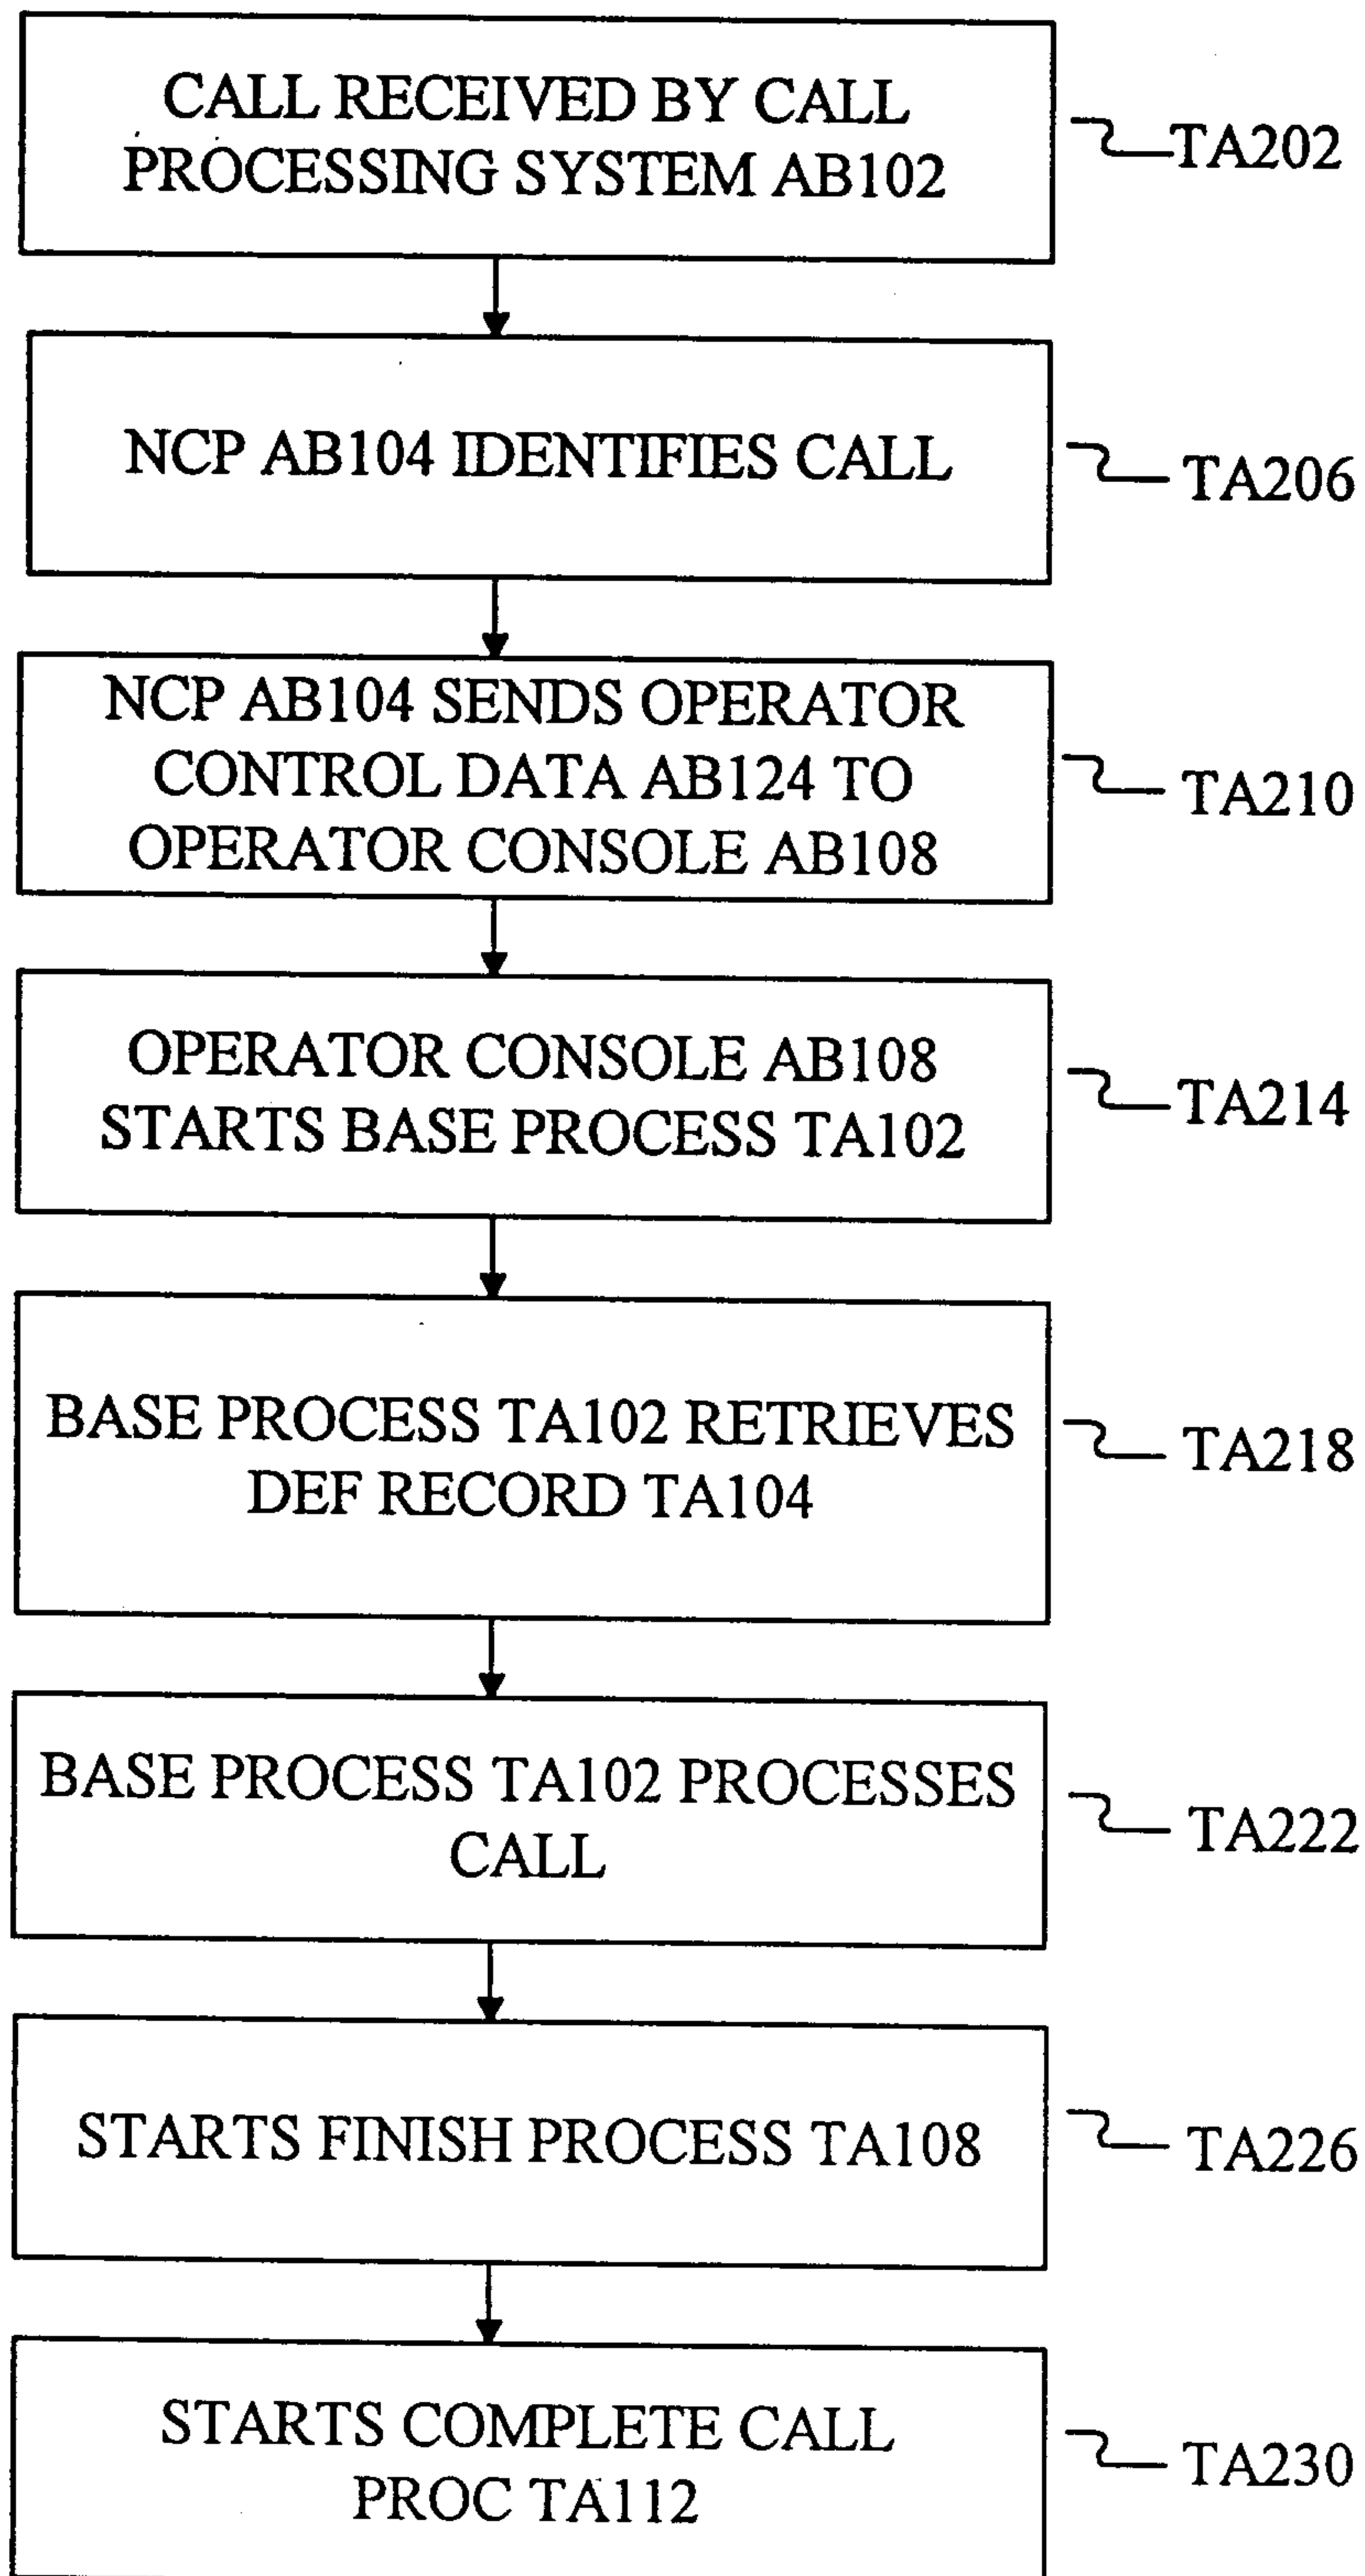 CALL RECEIVED BY CALL
PROCESSING SYSTEM AB102
TA202
NCP AB104 IDENTIFIES CALL
TA206
NCP AB104 SENDS OPERATOR
CONTROL DATA AB124 TO
OPERATOR CONSOLE AB108
TA210
OPERATOR CONSOLE AB108
STARTS BASE PROCESS TA102
TA214
BASE PROCESS TA102 RETRIEVES
DEF RECORD TA104
TA218
BASE PROCESS TA102 PROCESSES
CALL
TA222
STARTS FINISH PROCESS TA108
TA226
STARTS COMPLETE CALL
PROC TA112
TA230